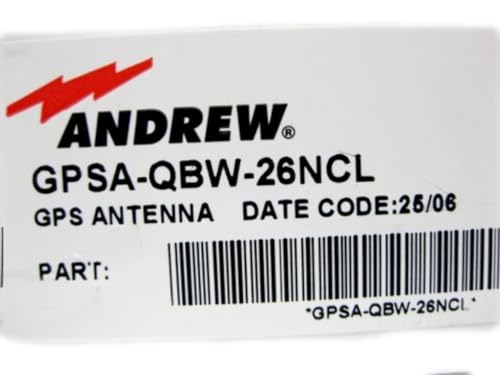 ANDREW®
GPSA-QBW-26NCL
GPS ANTENNA DATE CODE:25/06
PART:
*GPSA-QBW-26NCL*